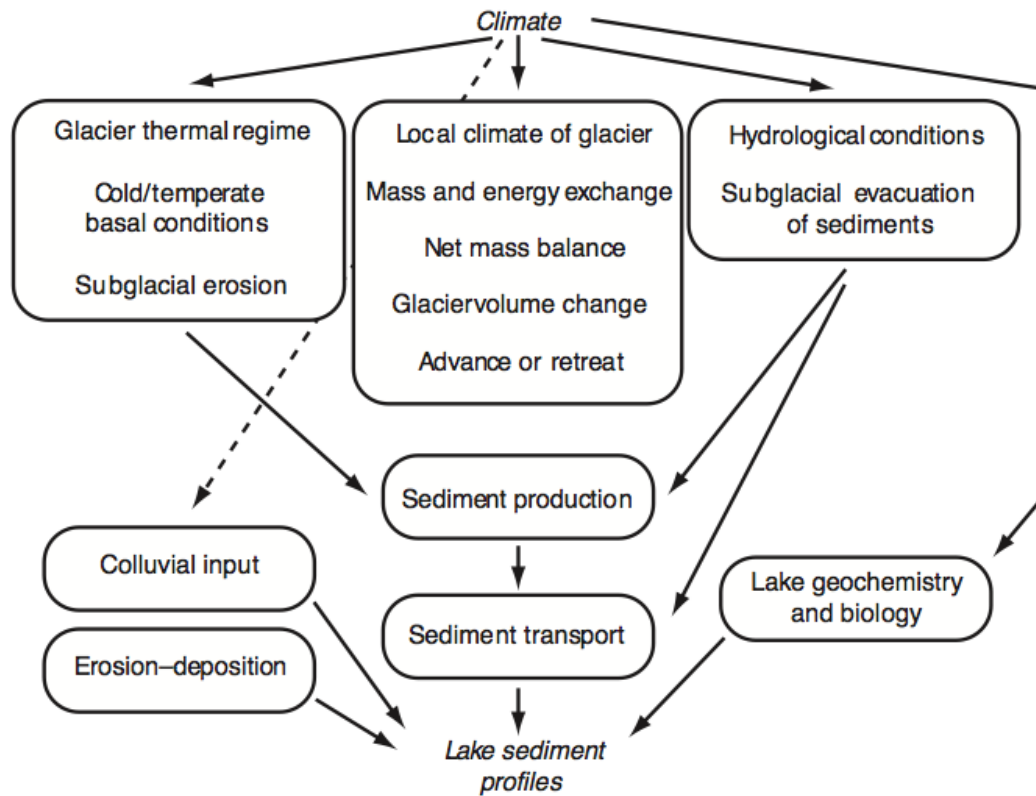 Climate
Glacier thermal regime
Cold/temperate
basal conditions
Subglacial erosion
Local climate of glacier
Mass and energy exchange
Net mass balance
Glaciervolume change
Advance or retreat
Hydrological conditions
Subglacial evacuation
of sediments
Sediment production
Colluvial input
Sediment transport
Erosion–deposition
Lake geochemistry
and biology
Lake sediment
profiles